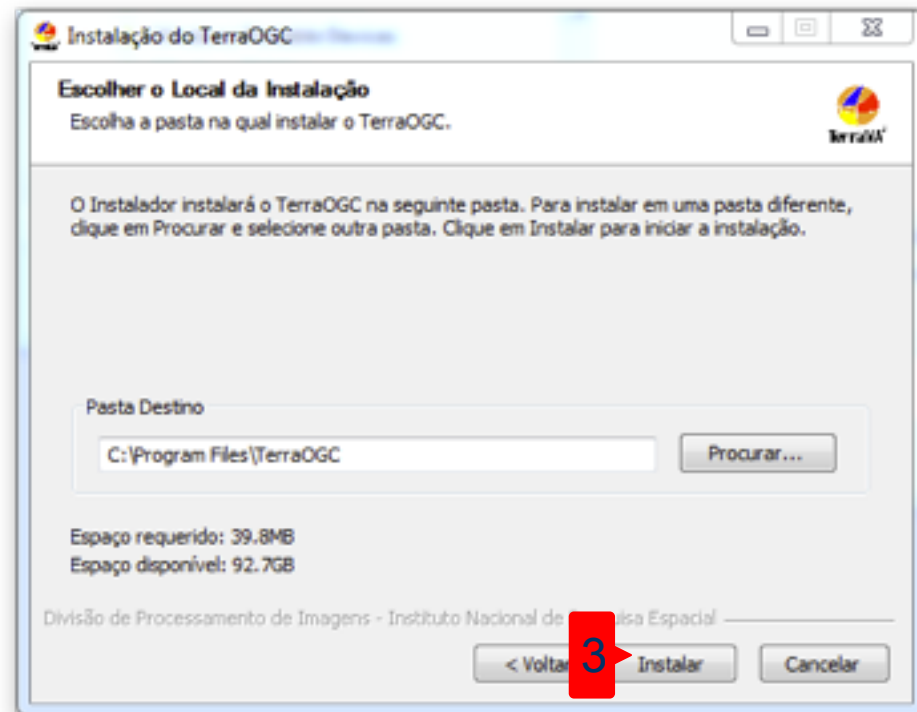 Instalação do TerraOGC
Escolher o Local da Instalação
Escolha a pasta na qual instalar o TerraOGC.
TerraMA²
O Instalador instalará o TerraOGC na seguinte pasta. Para instalar em uma pasta diferente,
clique em Procurar e selecione outra pasta. Clique em Instalar para iniciar a instalação.
Pasta Destino
C:\Program Files\TerraOGC
Procurar...
Espaço requerido: 39.8MB
Espaço disponível: 92.7GB
Divisão de Processamento de Imagens - Instituto Nacional de Espacial
< Voltar 3 Instalar Cancelar